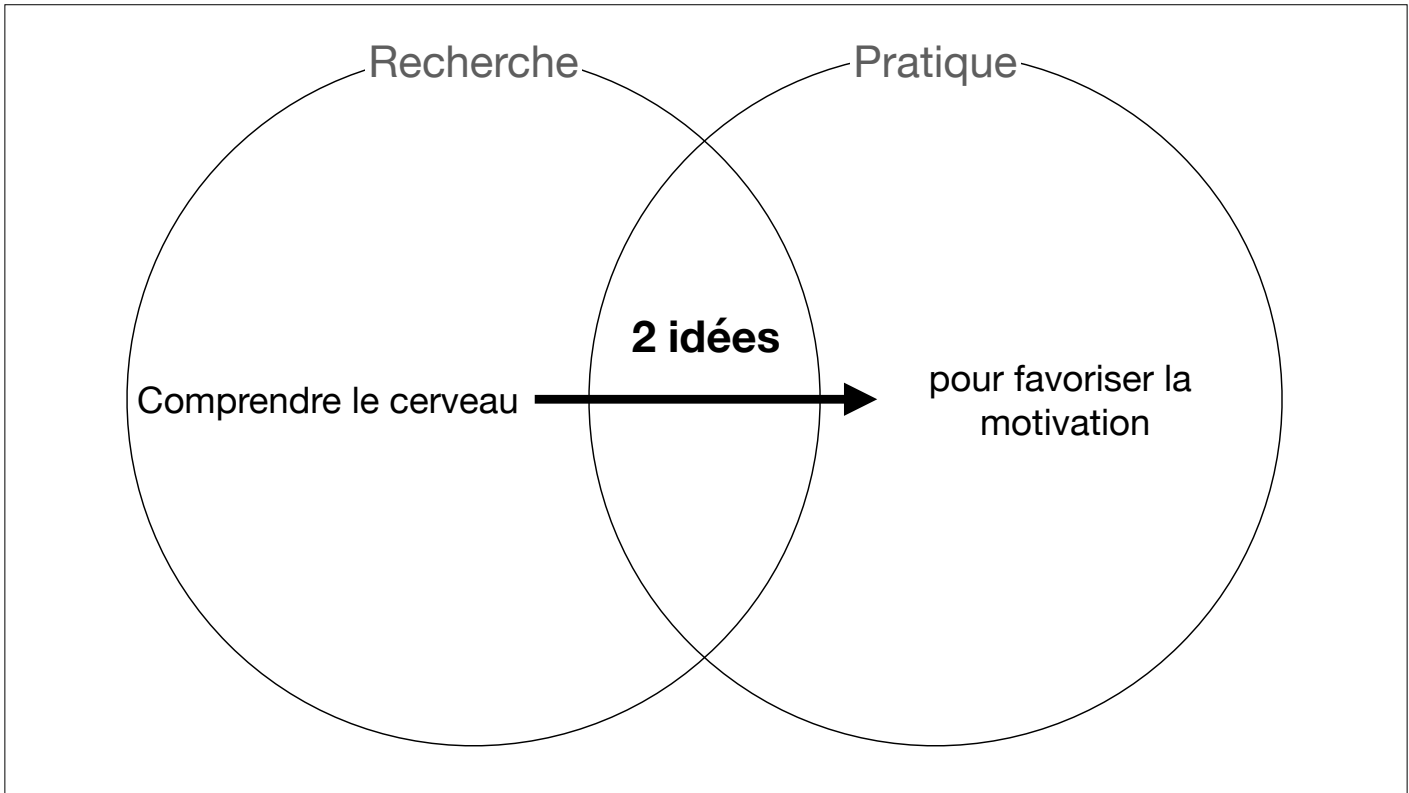 Recherche
Pratique
2 idées
Comprendre le cerveau
pour favoriser la
motivation